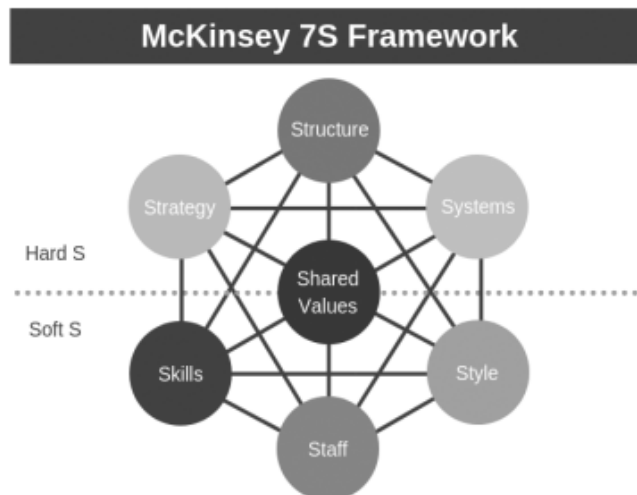 McKinsey 7S Framework
Structure
Strategy
Systems
Hard S
Shared
Values
Soft S
Skills
Style
Staff